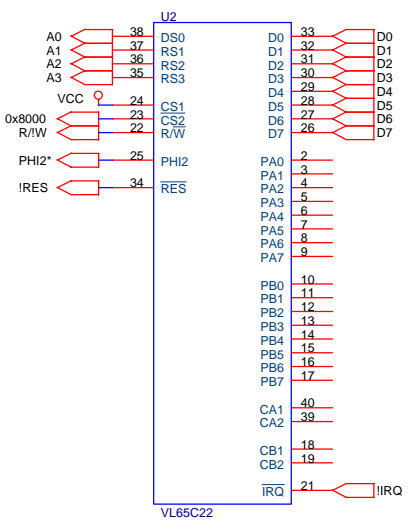 U2
A0 38 DS0 D0 33 D0
A1 37 RS1 D1 32 D1
A2 36 RS2 D2 31 D2
A3 35 RS3 D3 30 D3
D4 29 D4
VCC 24 CS1 D5 28 D5
0x8000 23 CS2 D6 27 D6
R/!W 22 R/W D7 26 D7
PHI2* 25 PHI2 PA0 2
PA1 3
!RES 34 RES PA2 4
PA3 5
PA4 6
PA5 7
PA6 8
PA7 9
PB0 10
PB1 11
PB2 12
PB3 13
PB4 14
PB5 15
PB6 16
PB7 17
CA1 40
CA2 39
CB1 18
CB2 19
IRQ 21 !IRQ
VL65C22